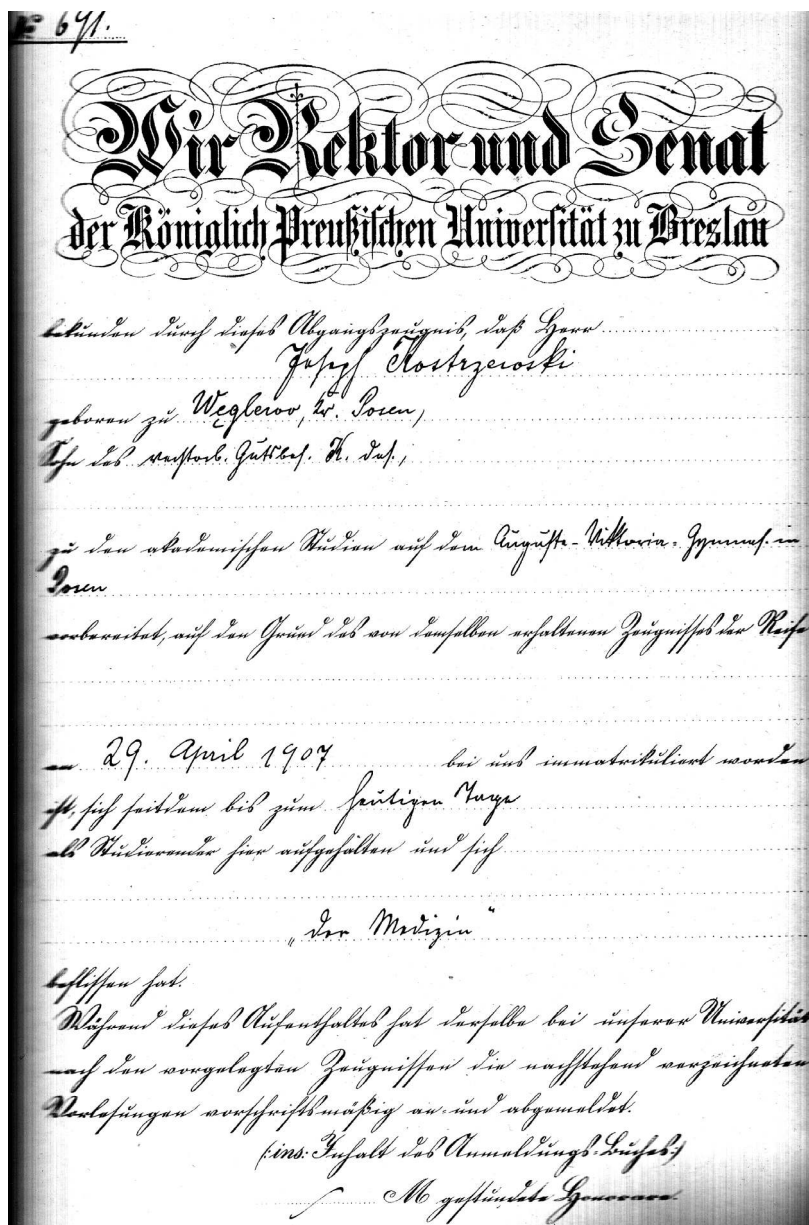 № 691.
Wir Rektor und Senat
der Königlich Preußischen Universität zu Breslau
bekunden durch dieses Abgangszeugnis, daß Herr
Joseph Kostrzewski
geboren zu Węglewo, Kr. Posen,
Sohn des verstorb. Gutsbes. K. das.,
zu den akademischen Studien auf dem Auguste-Viktoria-Gymnas. in
Posen
vorbereitet, auf den Grund des von demselben erhaltenen Zeugnisses der Reife
am 29. April 1907 bei uns immatrikuliert worden
ist, sich seitdem bis zum heutigen Tage
als Studierender hier aufgehalten und sich
„der Medizin"
beflissen hat.
Während dieses Aufenthaltes hat derselbe bei unserer Universität
nach den vorgelegten Zeugnissen die nachstehend verzeichneten
Vorlesungen vorschriftsmäßig an- und abgemeldet.
(:ins: Inhalt des Anmeldungs-Buches:)
M gestundete Honorare.